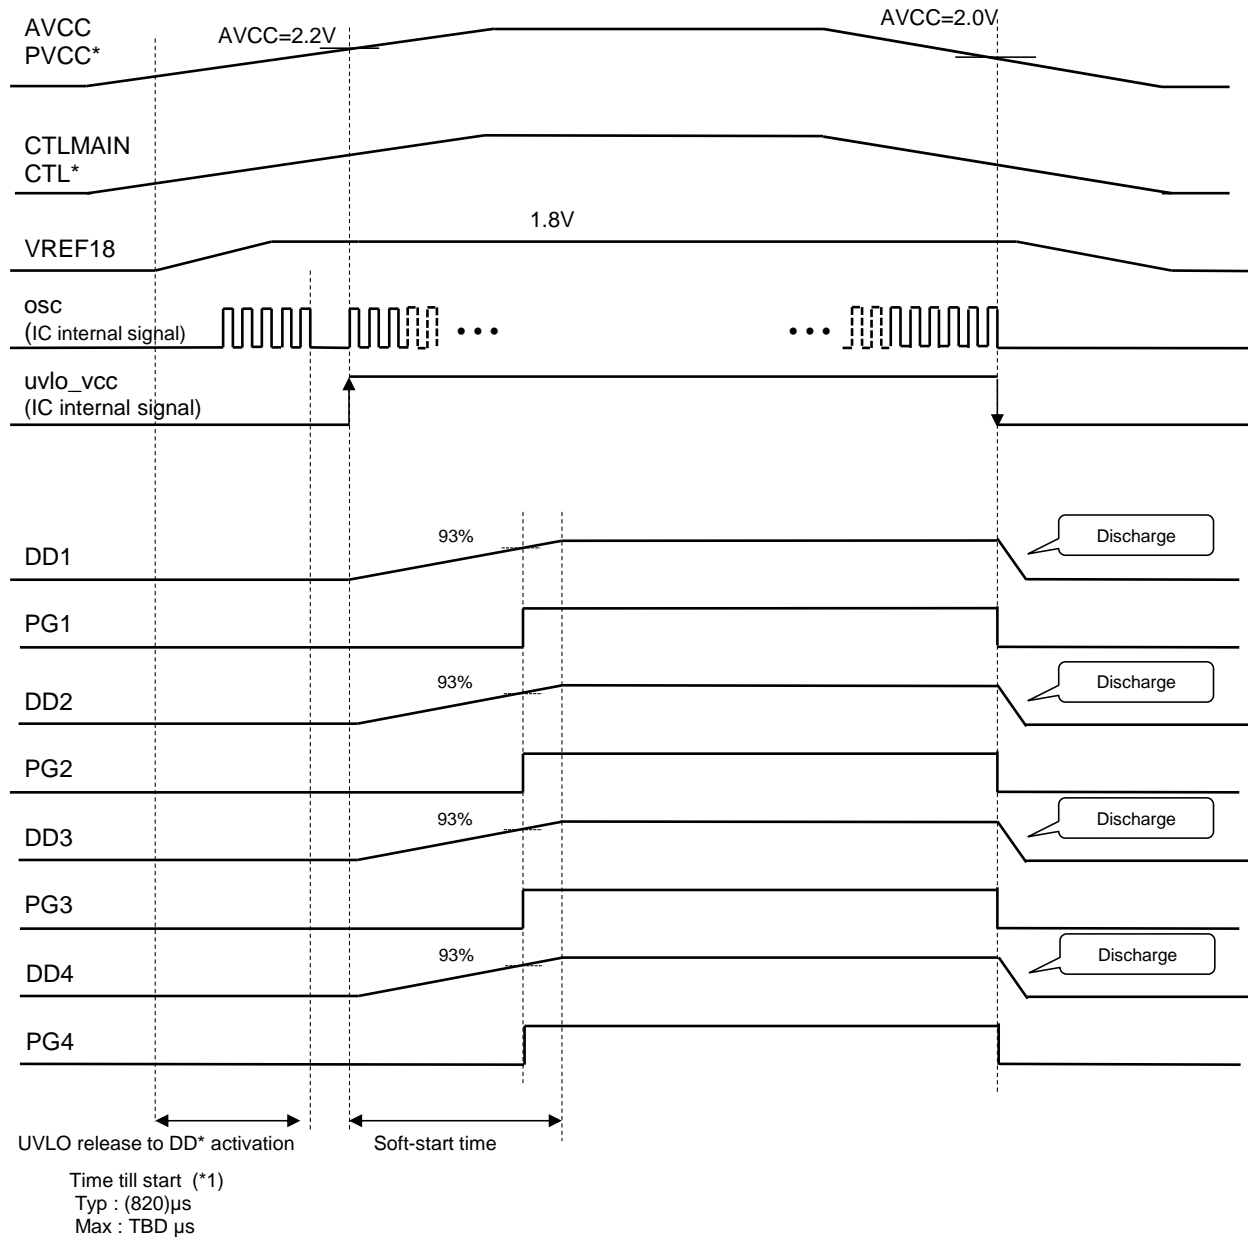 AVCC
PVCC*
AVCC=2.2V
AVCC=2.0V
CTLMAIN
CTL*
1.8V
VREF18
osc
(IC internal signal)
uvlo_vcc
(IC internal signal)
93%
Discharge
DD1
PG1
93%
Discharge
DD2
PG2
93%
Discharge
DD3
PG3
93%
Discharge
DD4
PG4
UVLO release to DD* activation
Soft-start time
Time till start (*1)
Typ : (820)µs
Max : TBD µs